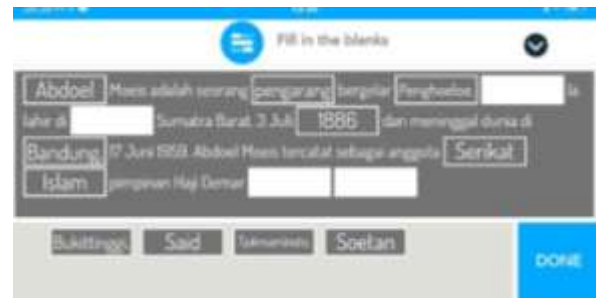 Fill in the blanks
Abdoel Moeis adalah seorang pengarang bergelar Penghoeloe Ia
lahir di Sumatra Barat, 3 Juli 1886 dan meninggal dunia di
Bandung, 17 Juni 1959. Abdoel Moeis tercatat sebagai anggota Serikat
Islam pimpinan Haji Oemar
Bukittinggi, Said Tjokroaminoto Soetan
DONE